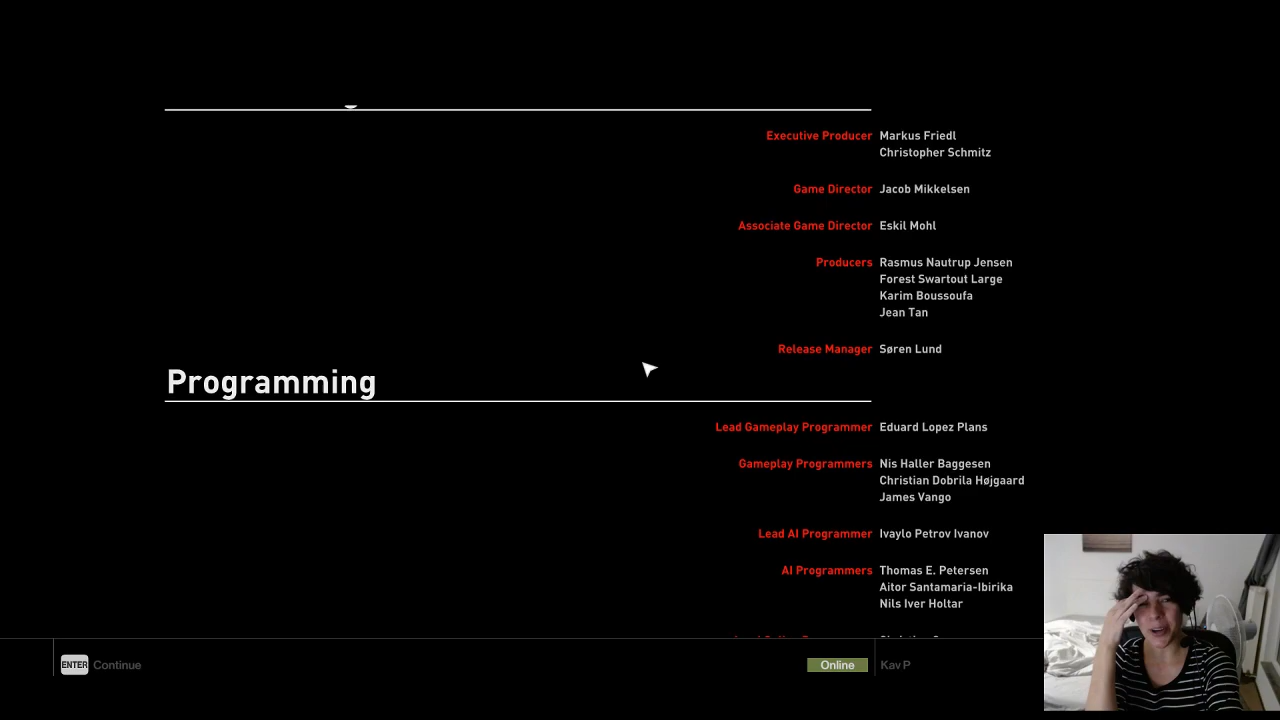 Executive Producer Markus Friedl
Christopher Schmitz
Game Director Jacob Mikkelsen
Associate Game Director Eskil Mohl
Producers Rasmus Nautrup Jensen
Forest Swartout Large
Karim Boussoufa
Jean Tan
Release Manager Søren Lund
Programming
Lead Gameplay Programmer Eduard Lopez Plans
Gameplay Programmers Nis Haller Baggesen
Christian Dobrila Højgaard
James Vango
Lead AI Programmer Ivaylo Petrov Ivanov
AI Programmers Thomas E. Petersen
Aitor Santamaria-Ibirika
Nils Iver Holtar
ENTER Continue
Online Kav P